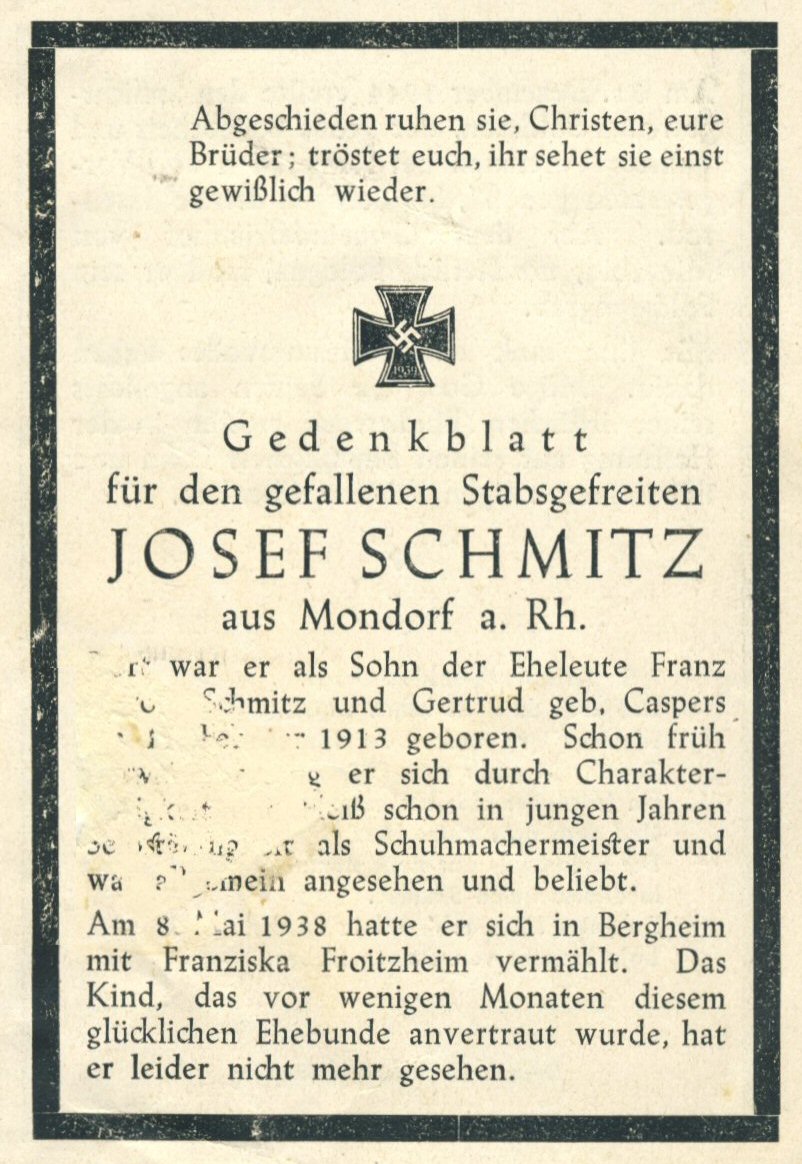 Abgeschieden ruhen sie, Christen, eure
Brüder; tröstet euch, ihr sehet sie einst
gewißlich wieder.
1939
Gedenkblatt
für den gefallenen Stabsgefreiten
JOSEF SCHMITZ
aus Mondorf a. Rh.
war er als Sohn der Eheleute Franz
Schmitz und Gertrud geb. Caspers
1913 geboren. Schon früh
er sich durch Charakter-
schon in jungen Jahren
als Schuhmachermeister und
angesehen und beliebt.
Am 8. Mai 1938 hatte er sich in Bergheim
mit Franziska Froitzheim vermählt. Das
Kind, das vor wenigen Monaten diesem
glücklichen Ehebunde anvertraut wurde, hat
er leider nicht mehr gesehen.